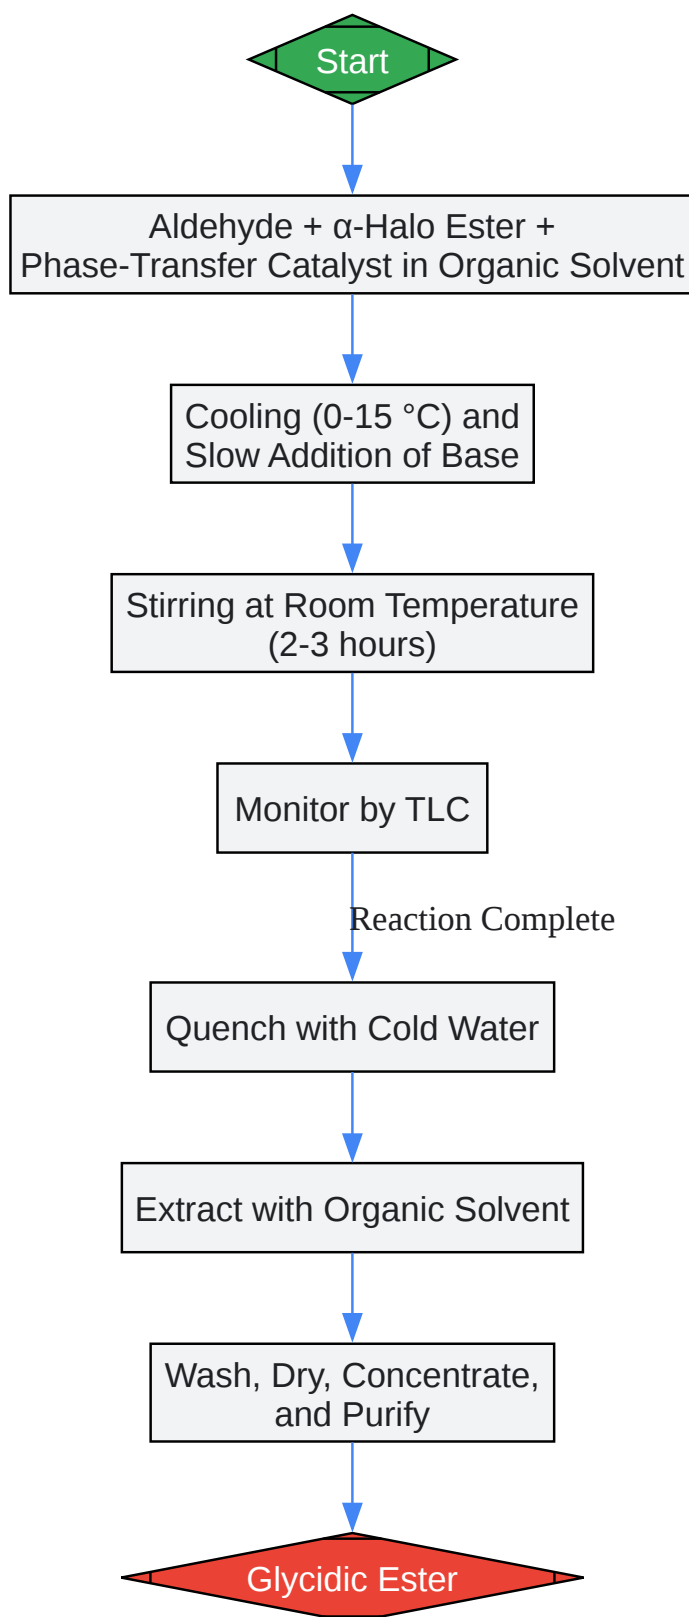 Start
Aldehyde + α-Halo Ester +
Phase-Transfer Catalyst in Organic Solvent
Cooling (0-15 °C) and
Slow Addition of Base
Stirring at Room Temperature
(2-3 hours)
Monitor by TLC
Reaction Complete
Quench with Cold Water
Extract with Organic Solvent
Wash, Dry, Concentrate,
and Purify
Glycidic Ester